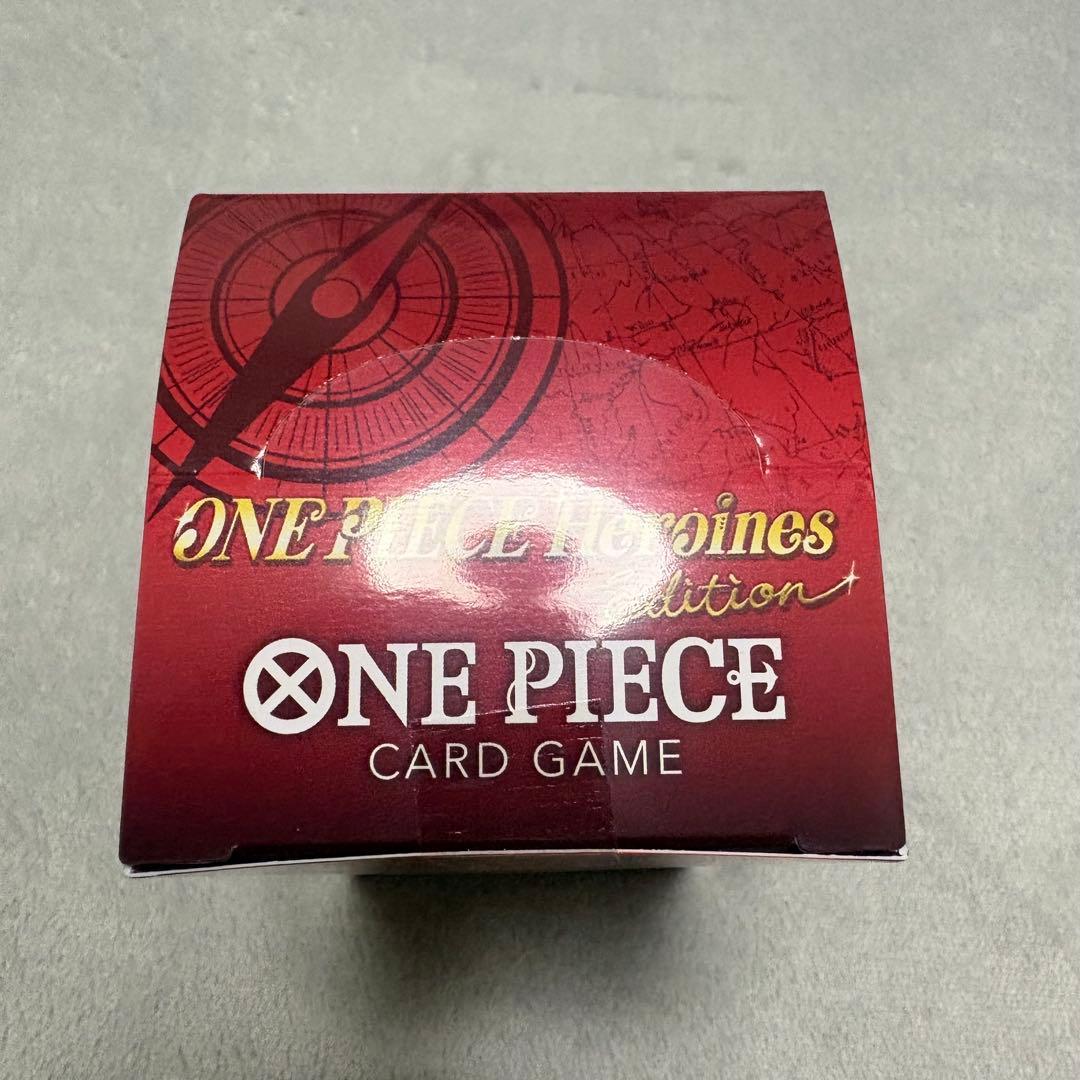 ONE PIECE Heroines
Edition
ONE PIECE
CARD GAME